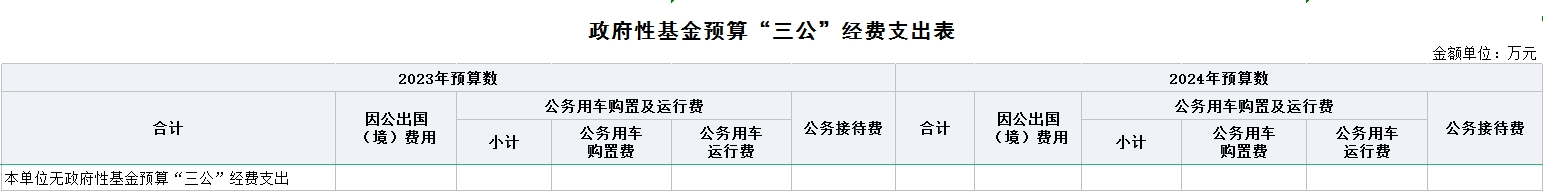 政府性基金预算“三公”经费支出表
金额单位：万元
2023年预算数 2024年预算数
合计 因公出国（境）费用 公务用车购置及运行费 公务接待费 合计 因公出国（境）费用 公务用车购置及运行费 公务接待费
小计 公务用车购置费 公务用车运行费 小计 公务用车购置费 公务用车运行费
本单位无政府性基金预算“三公”经费支出